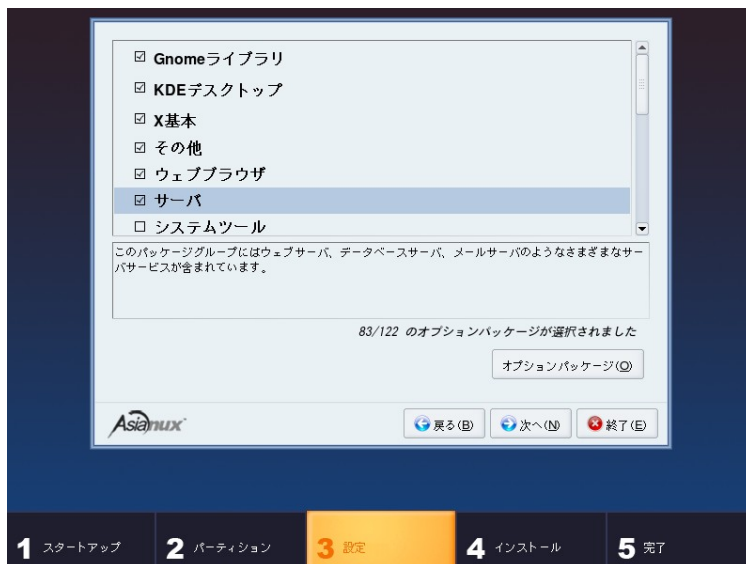 Gnomeライブラリ
KDEデスクトップ
X基本
その他
ウェブブラウザ
サーバ
システムツール
このパッケージグループにはウェブサーバ、データベースサーバ、メールサーバのようなさまざまなサー
バサービスが含まれています。
83/122 のオプションパッケージが選択されました
オプションパッケージ(O)
Asianux
戻る(B)
次へ(N)
終了(E)
1 スタートアップ
2 パーティション
3 設定
4 インストール
5 完了